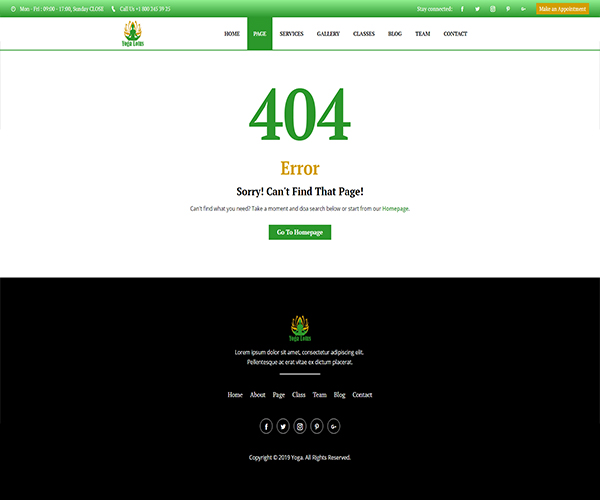 Mon - Fri : 09:00 - 17:00, Sunday CLOSE
Call Us +1 800 245 39 25
Stay connected:
Make an Appointment
Yoga Lotus
HOME
PAGE
SERVICES
GALLERY
CLASSES
BLOG
TEAM
CONTACT
404
Error
Sorry! Can't Find That Page!
Can't find what you need? Take a moment and doa search below or start from our Homepage.
Go To Homepage
Yoga Lotus
Lorem ipsum dolor sit amet, consectetur adipiscing elit.
Pellentesque ac erat vitae ex dictum placerat.
Home About Page Class Team Blog Contact
Copyright © 2019 Yoga. All Rights Reserved.